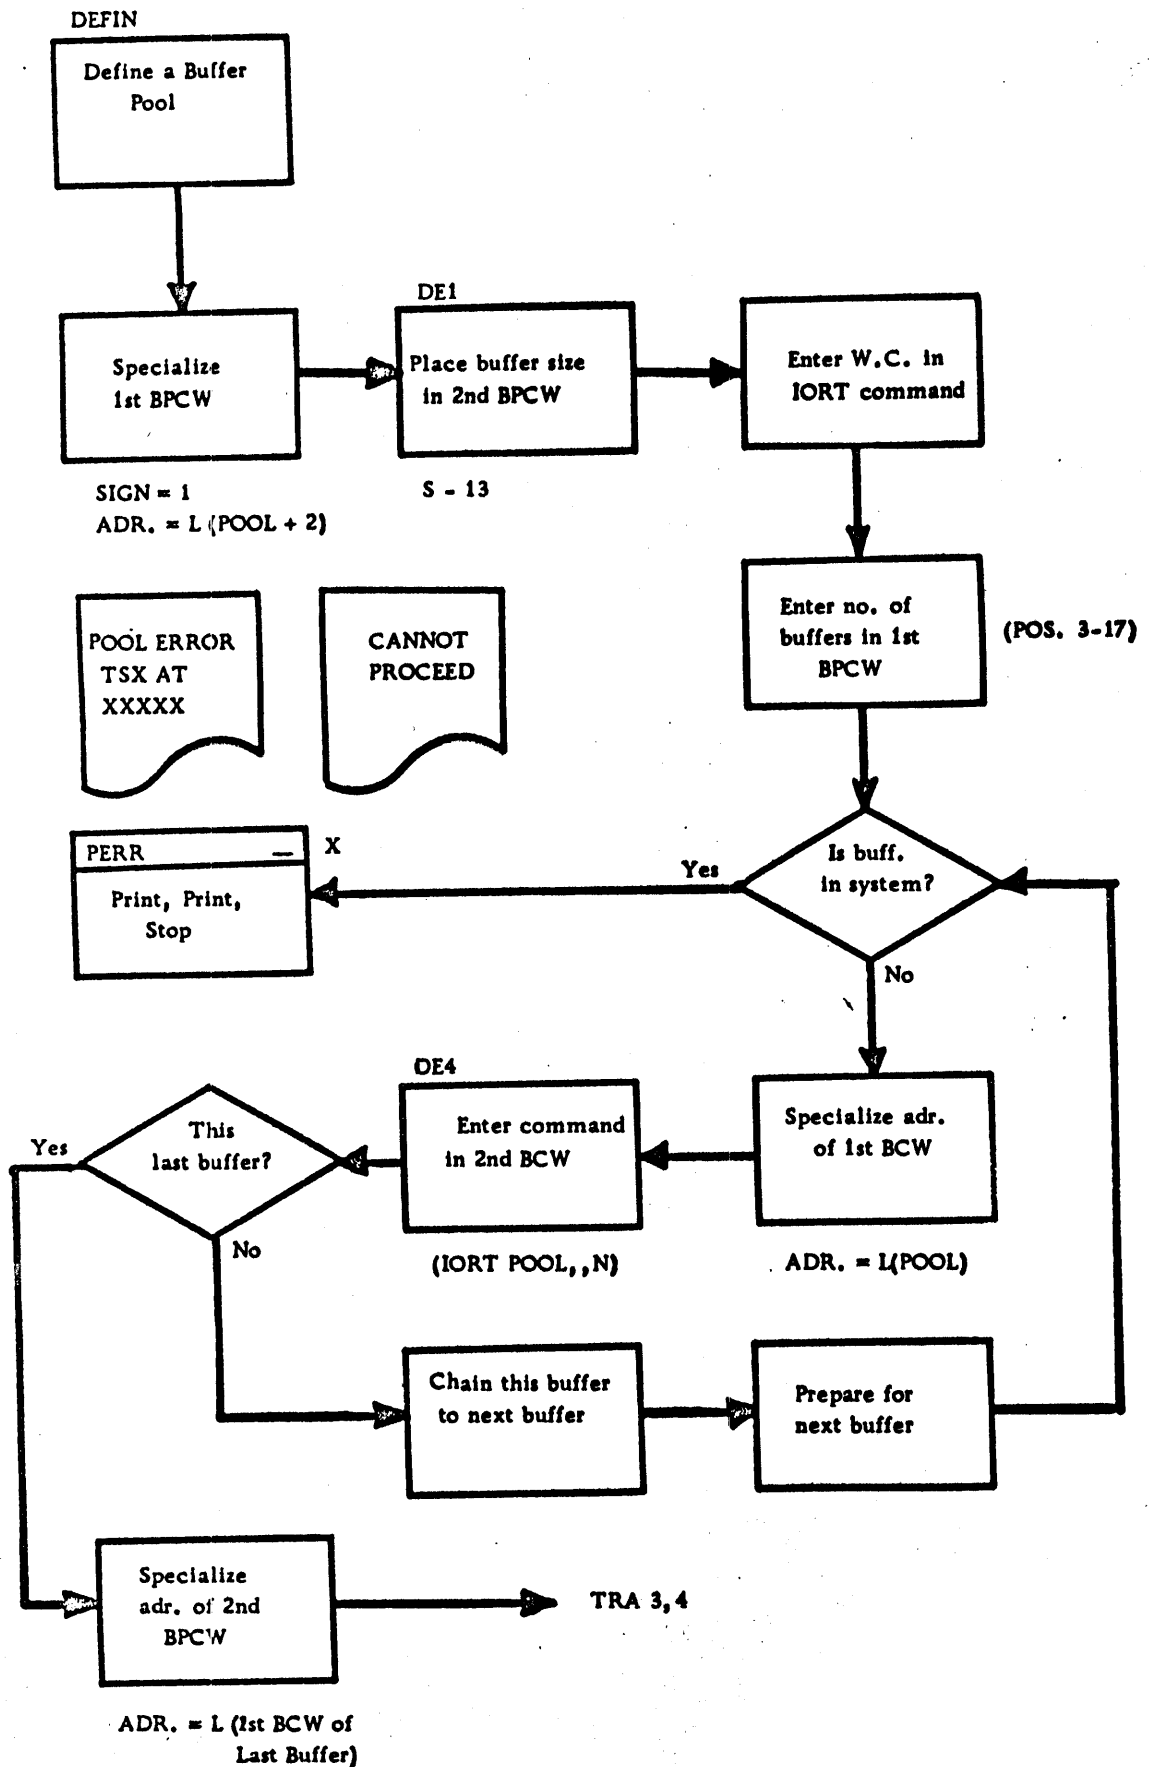 DEFIN
Define a Buffer
Pool
Specialize
1st BPCW
SIGN = 1
ADR. = L (POOL + 2)
DE1
Place buffer size
in 2nd BPCW
S - 13
Enter W.C. in
IORT command
Enter no. of
buffers in 1st
BPCW
(POS. 3-17)
POOL ERROR
TSX AT
XXXXX
CANNOT
PROCEED
PERR —
X
Print, Print,
Stop
Yes
Is buff.
in system?
No
Specialize adr.
of 1st BCW
ADR. = L(POOL)
DE4
Enter command
in 2nd BCW
(IORT POOL,,N)
This
last buffer?
Yes
No
Chain this buffer
to next buffer
Prepare for
next buffer
Specialize
adr. of 2nd
BPCW
ADR. = L (1st BCW of
Last Buffer)
TRA 3,4